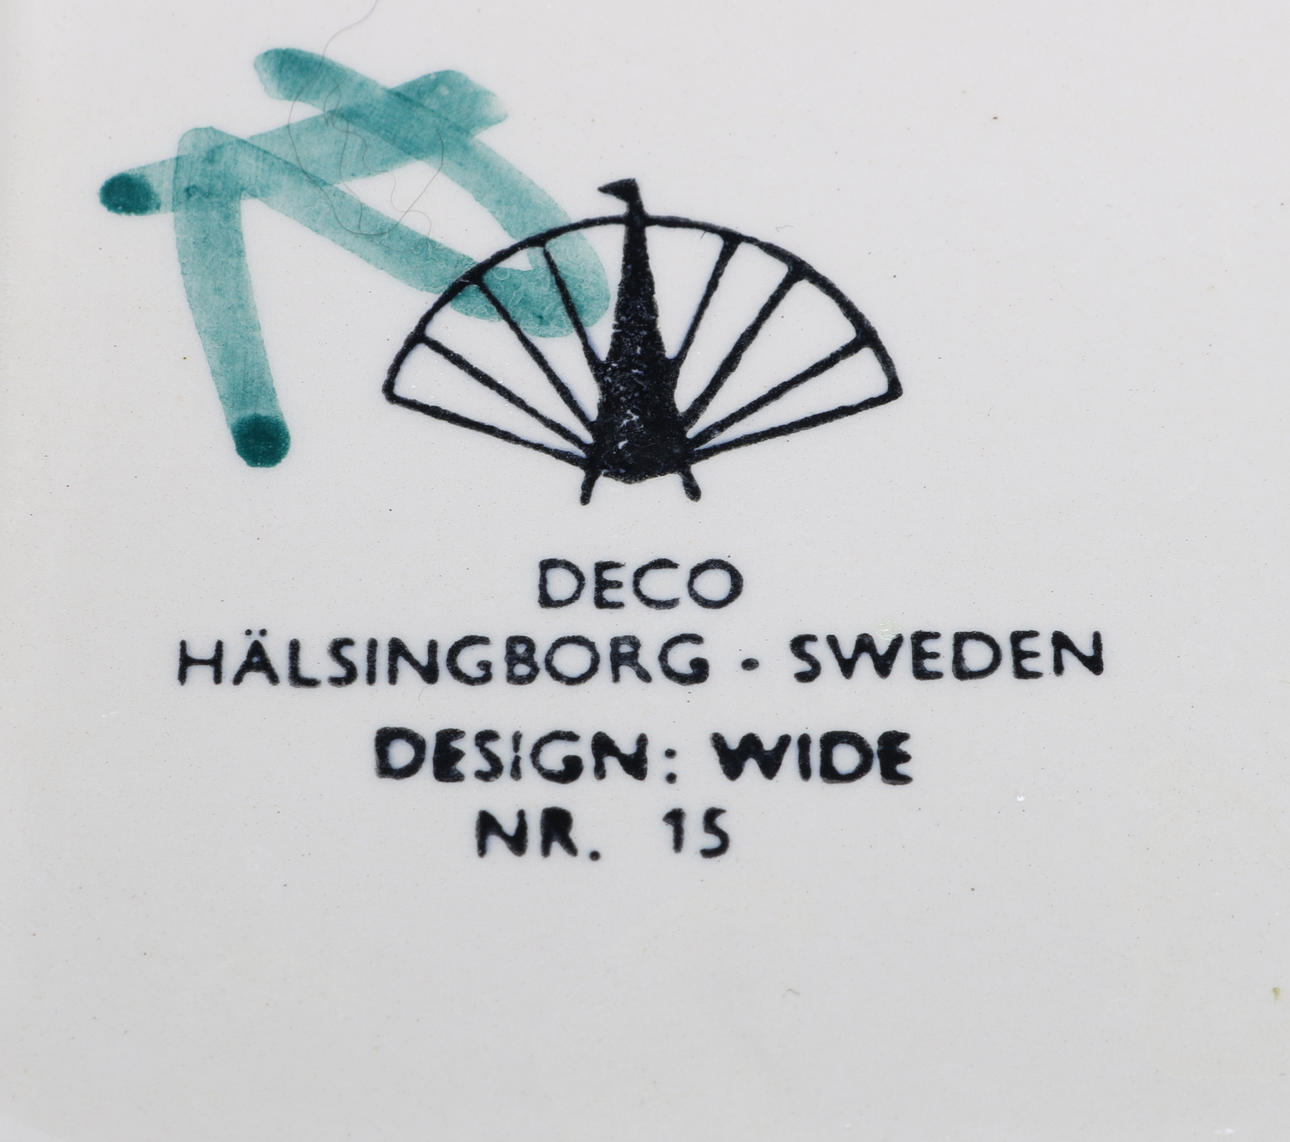 DECO
HÄLSINGBORG · SWEDEN
DESIGN: WIDE
NR. 15